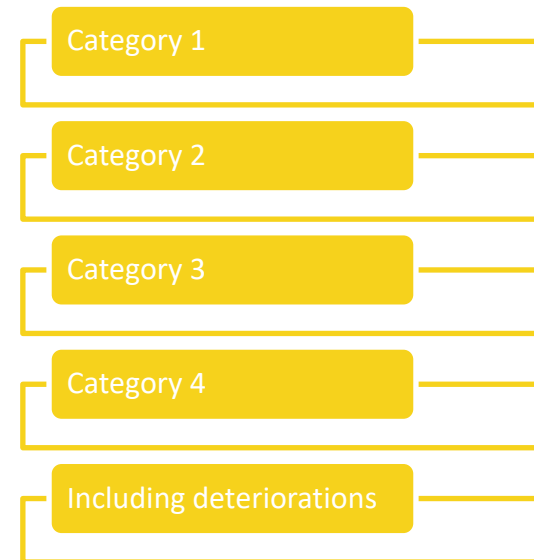 Category 1
Category 2
Category 3
Category 4
Including deteriorations